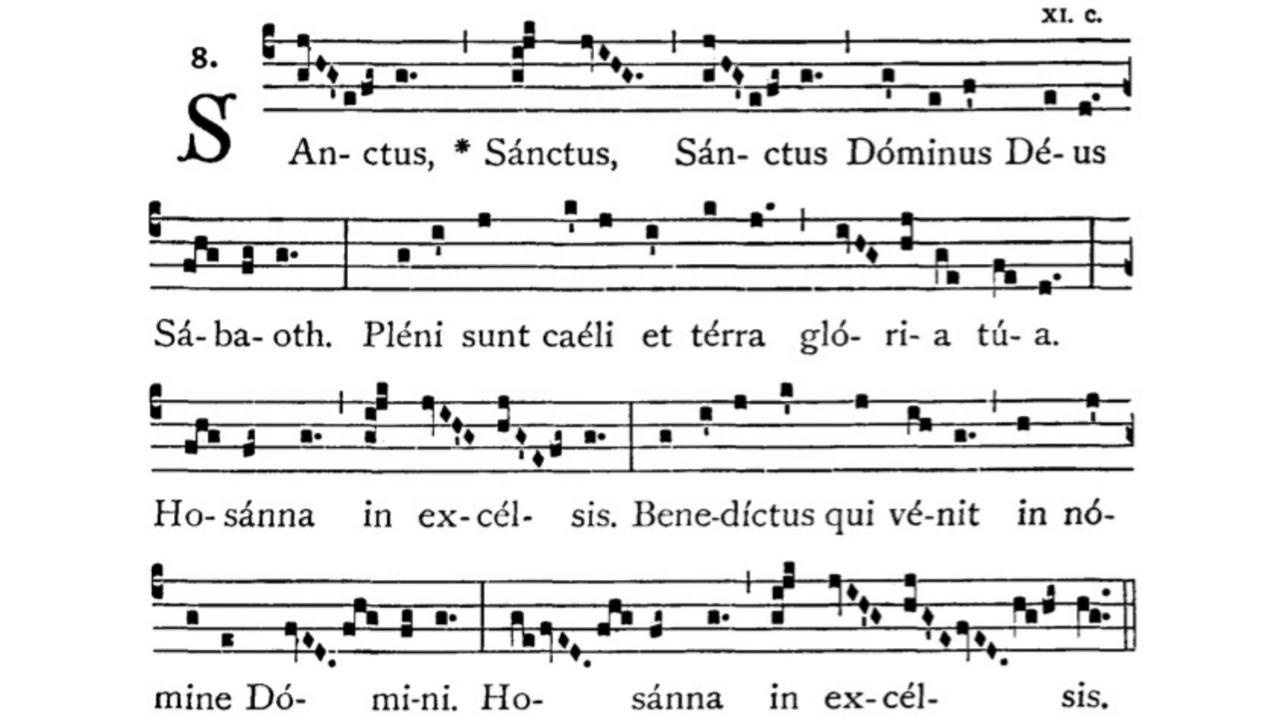 XI. C.
8.
SAn- ctus, * Sánctus, Sán- ctus Dóminus Dé- us
Sá- ba- oth. Pléni sunt caéli et térra gló- ri- a tú- a.
Ho- sánna in ex- cél- sis. Bene-díctus qui vé-nit in nó-
mine Dó- mi-ni. Ho- sánna in ex- cél- sis.